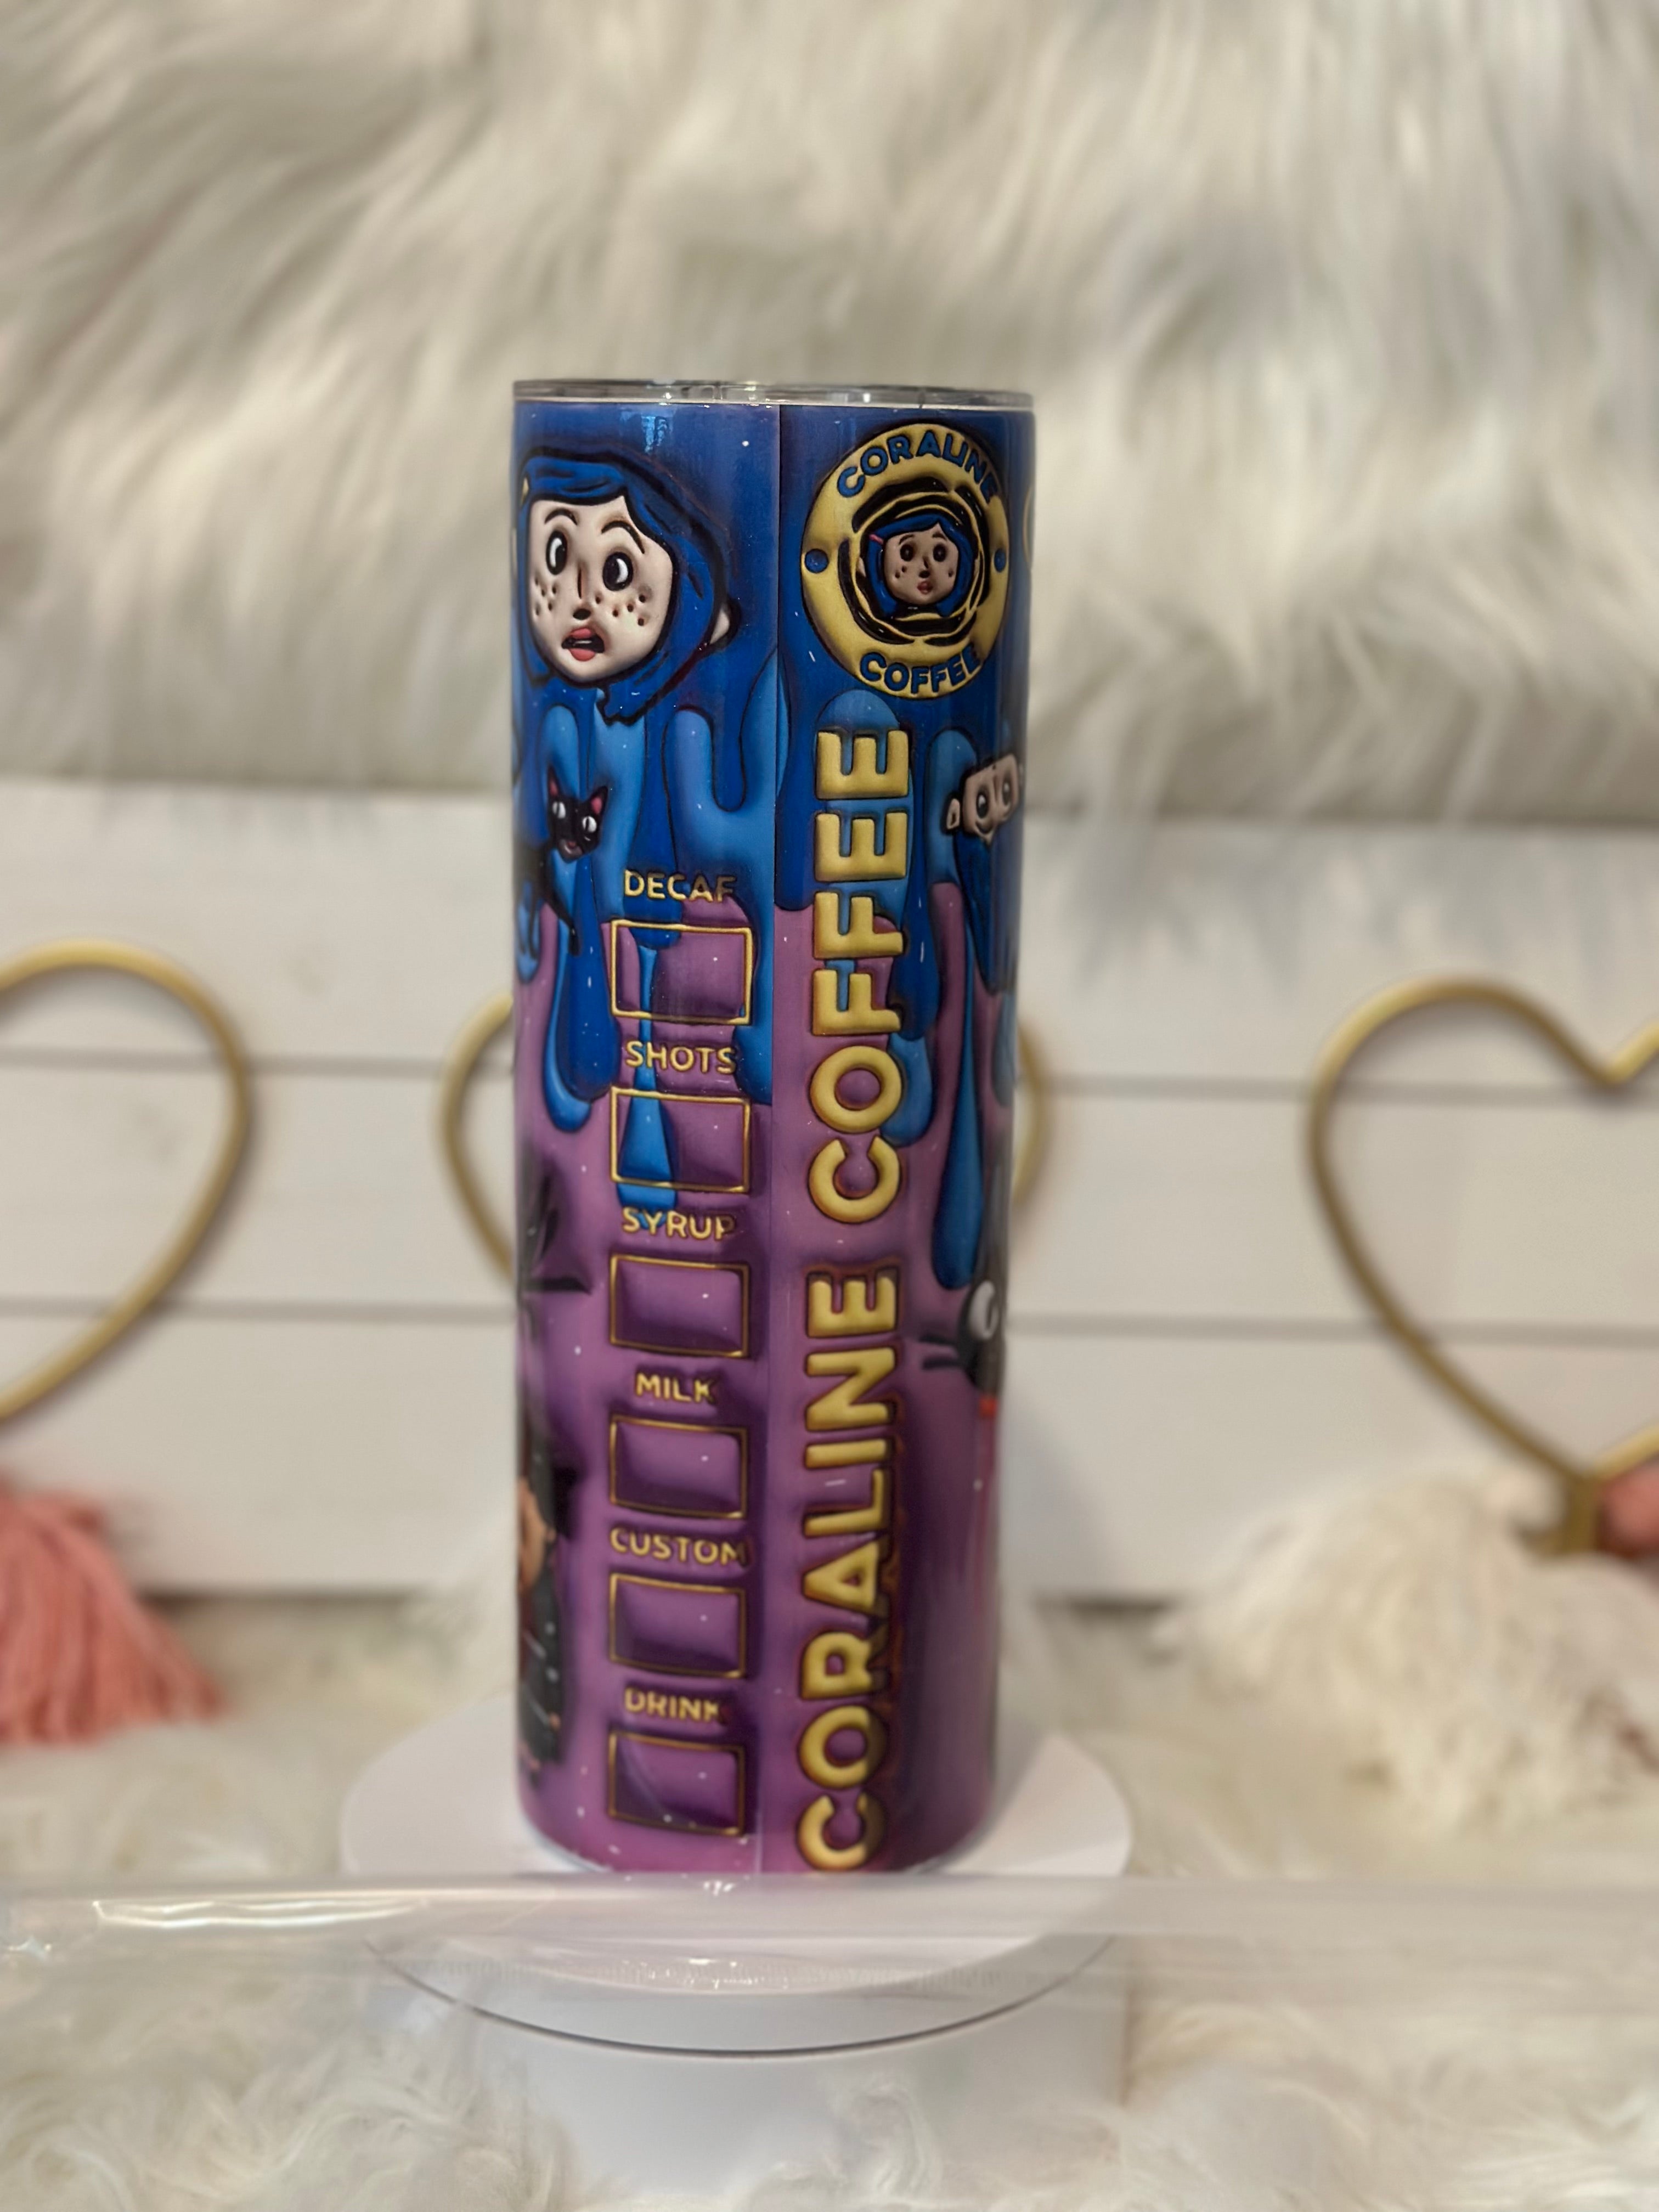 CORALINE
COFFEE
CORALINE COFFEE
DECAF
SHOTS
SYRUP
MILK
CUSTOM
DRINK